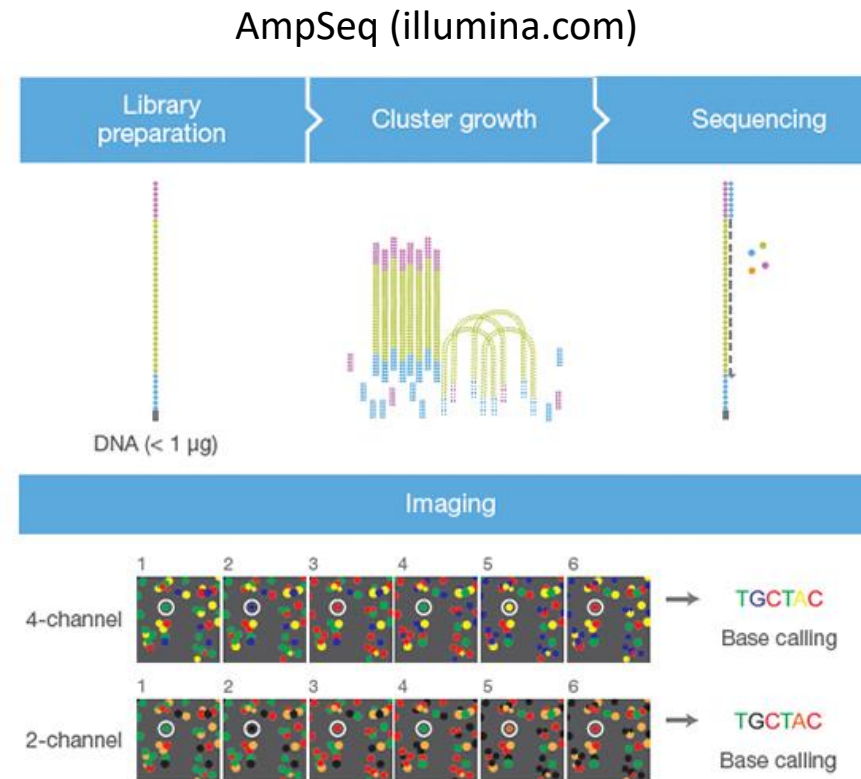 AmpSeq (illumina.com)
Library
preparation
Cluster growth
Sequencing
DNA (< 1 µg)
Imaging
1 2 3 4 5 6
4-channel
TGCTAC
Base calling
1 2 3 4 5 6
2-channel
TGCTAC
Base calling